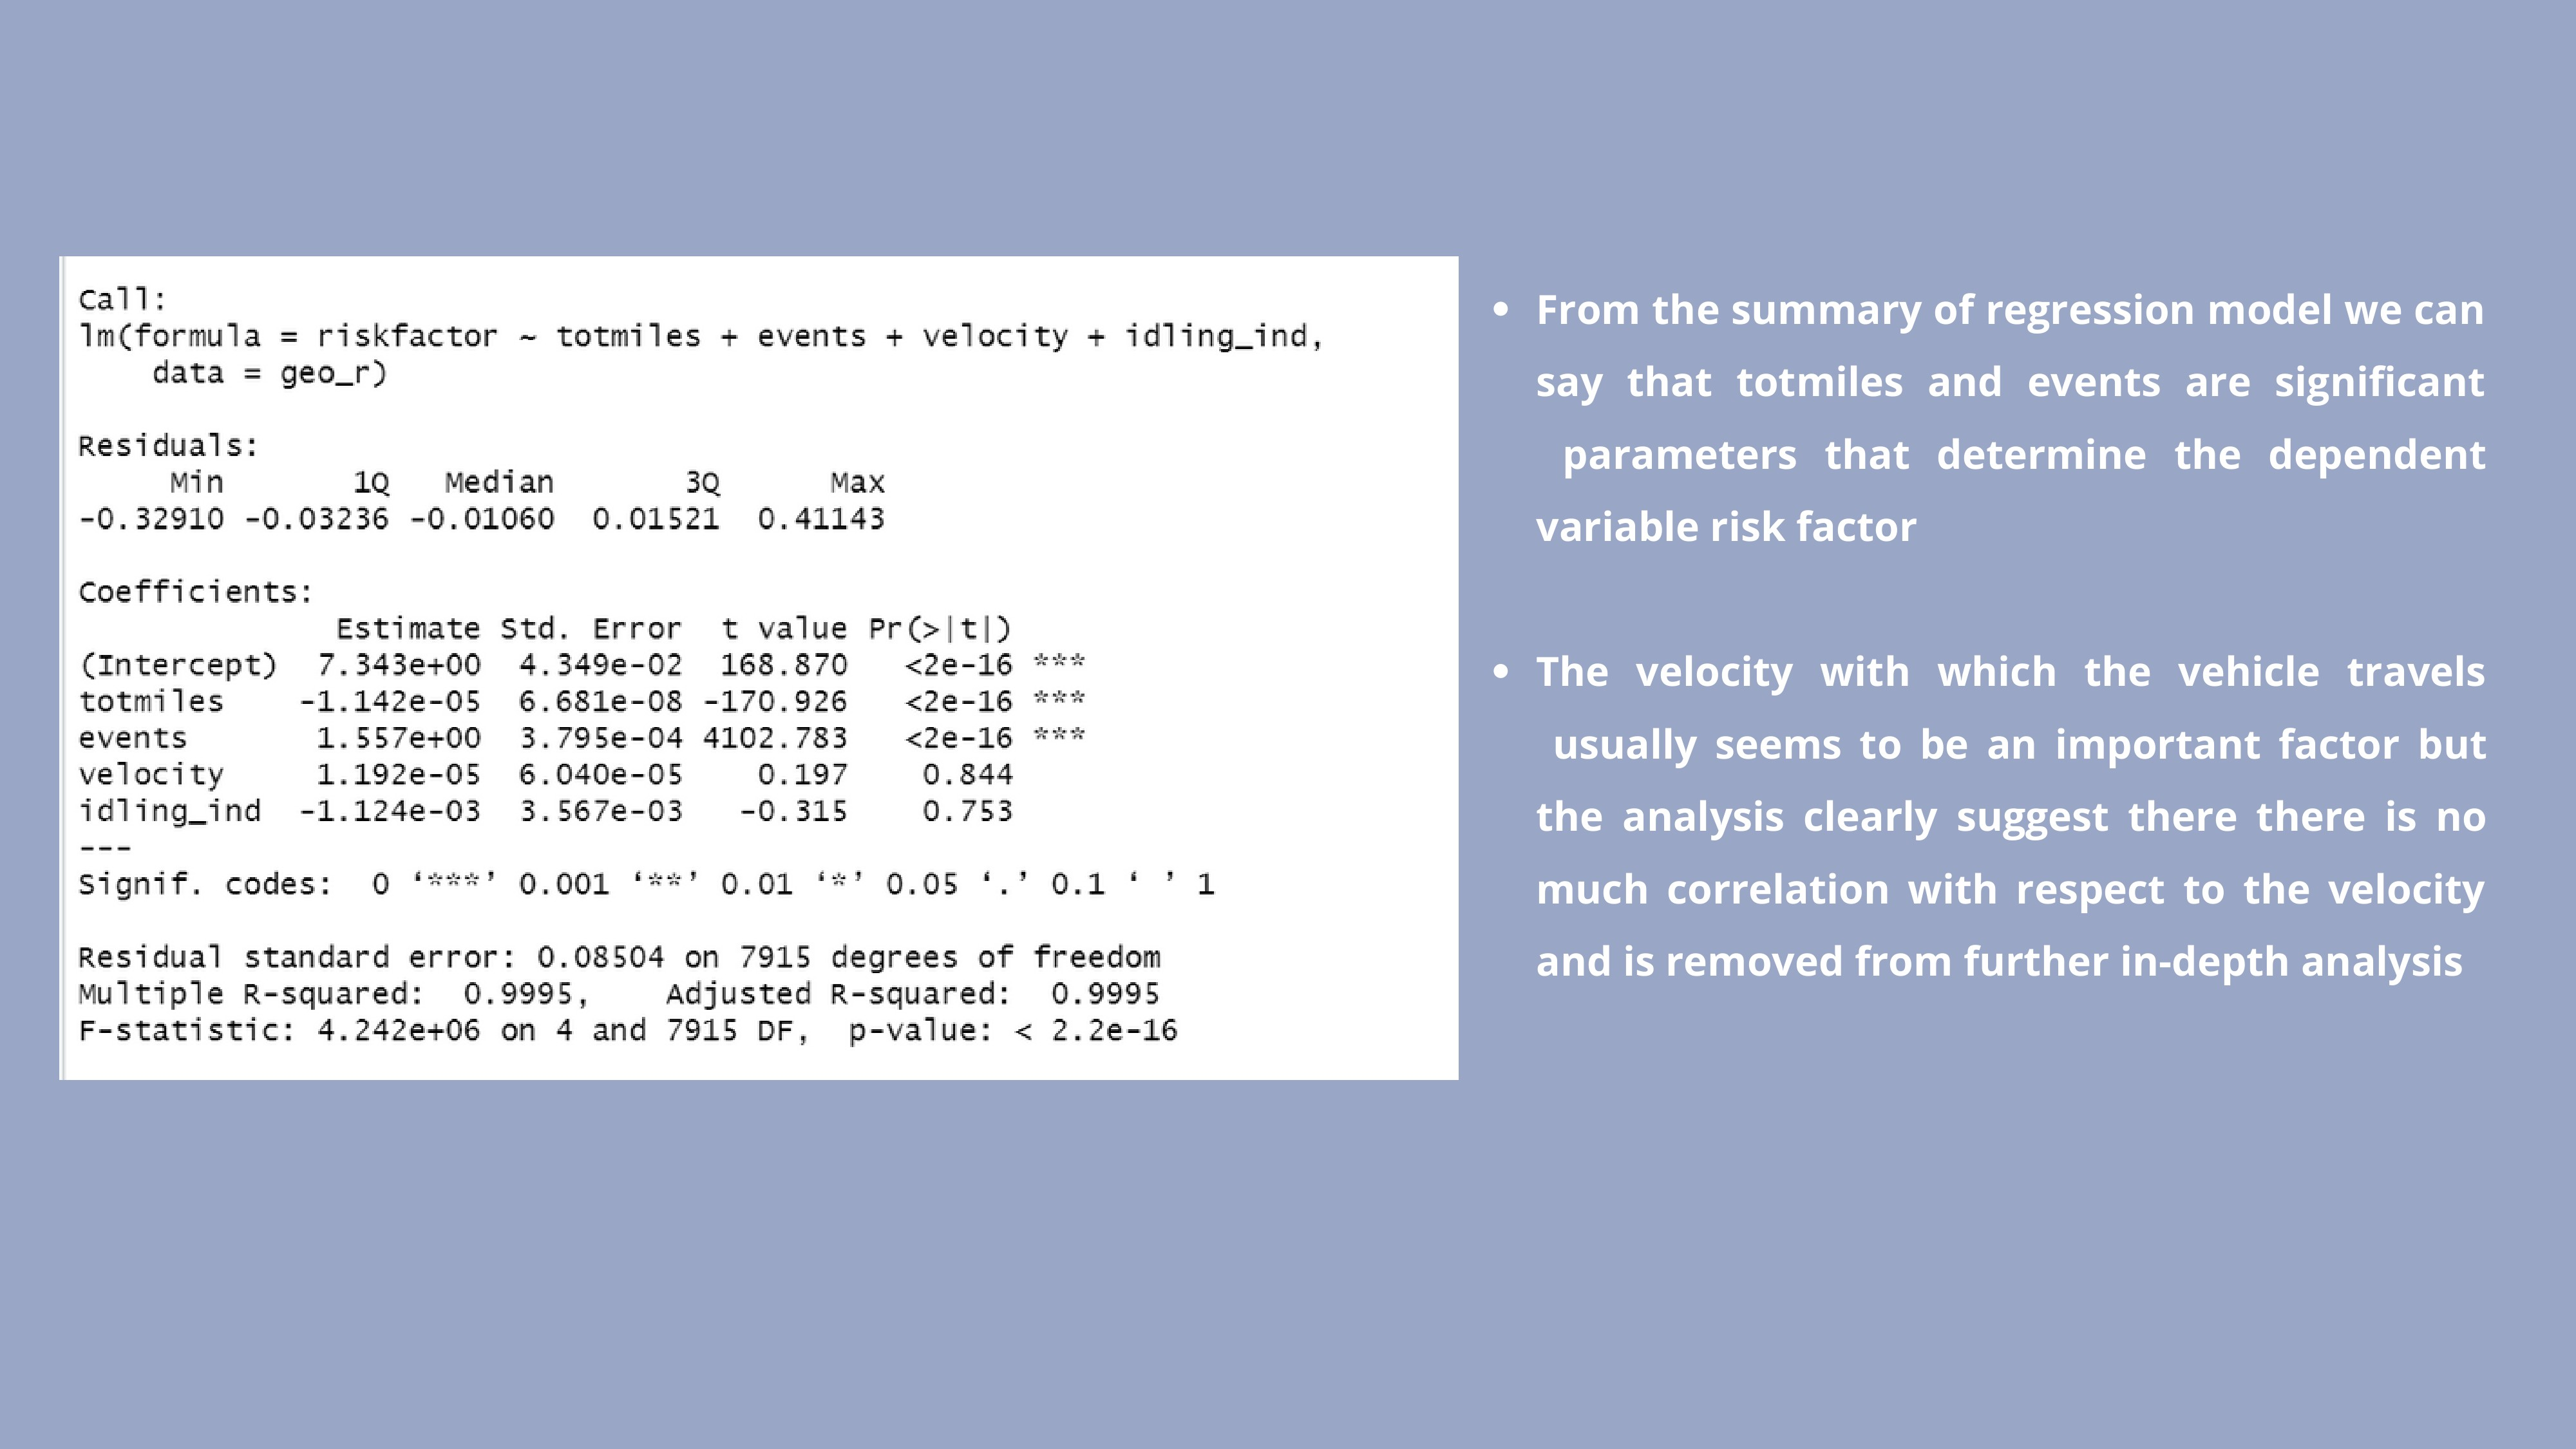 Call:
lm(formula = riskfactor ~ totmiles + events + velocity + idling_ind,
    data = geo_r)
Residuals:
     Min       1Q   Median       3Q      Max
-0.32910 -0.03236 -0.01060  0.01521  0.41143
Coefficients:
              Estimate Std. Error  t value Pr(>|t|)
(Intercept)  7.343e+00  4.349e-02  168.870   <2e-16 ***
totmiles    -1.142e-05  6.681e-08 -170.926   <2e-16 ***
events       1.557e+00  3.795e-04 4102.783   <2e-16 ***
velocity     1.192e-05  6.040e-05    0.197    0.844
idling_ind  -1.124e-03  3.567e-03   -0.315    0.753
---
Signif. codes:  0 ‘***’ 0.001 ‘**’ 0.01 ‘*’ 0.05 ‘.’ 0.1 ‘ ’ 1
Residual standard error: 0.08504 on 7915 degrees of freedom
Multiple R-squared:  0.9995,    Adjusted R-squared:  0.9995
F-statistic: 4.242e+06 on 4 and 7915 DF,  p-value: < 2.2e-16
• From the summary of regression model we can
say that totmiles and events are significant
parameters that determine the dependent
variable risk factor
• The velocity with which the vehicle travels
usually seems to be an important factor but
the analysis clearly suggest there there is no
much correlation with respect to the velocity
and is removed from further in-depth analysis